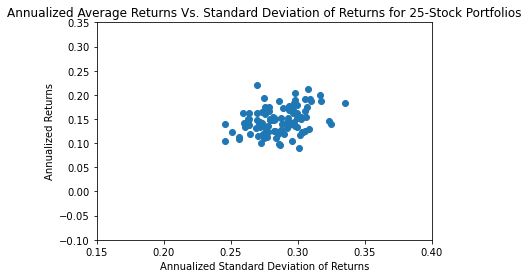 Annualized Average Returns Vs. Standard Deviation of Returns for 25-Stock Portfolios
0.35
0.30
0.25
0.20
0.15
0.10
0.05
0.00
−0.05
−0.10
Annualized Returns
0.15 0.20 0.25 0.30 0.35 0.40
Annualized Standard Deviation of Returns